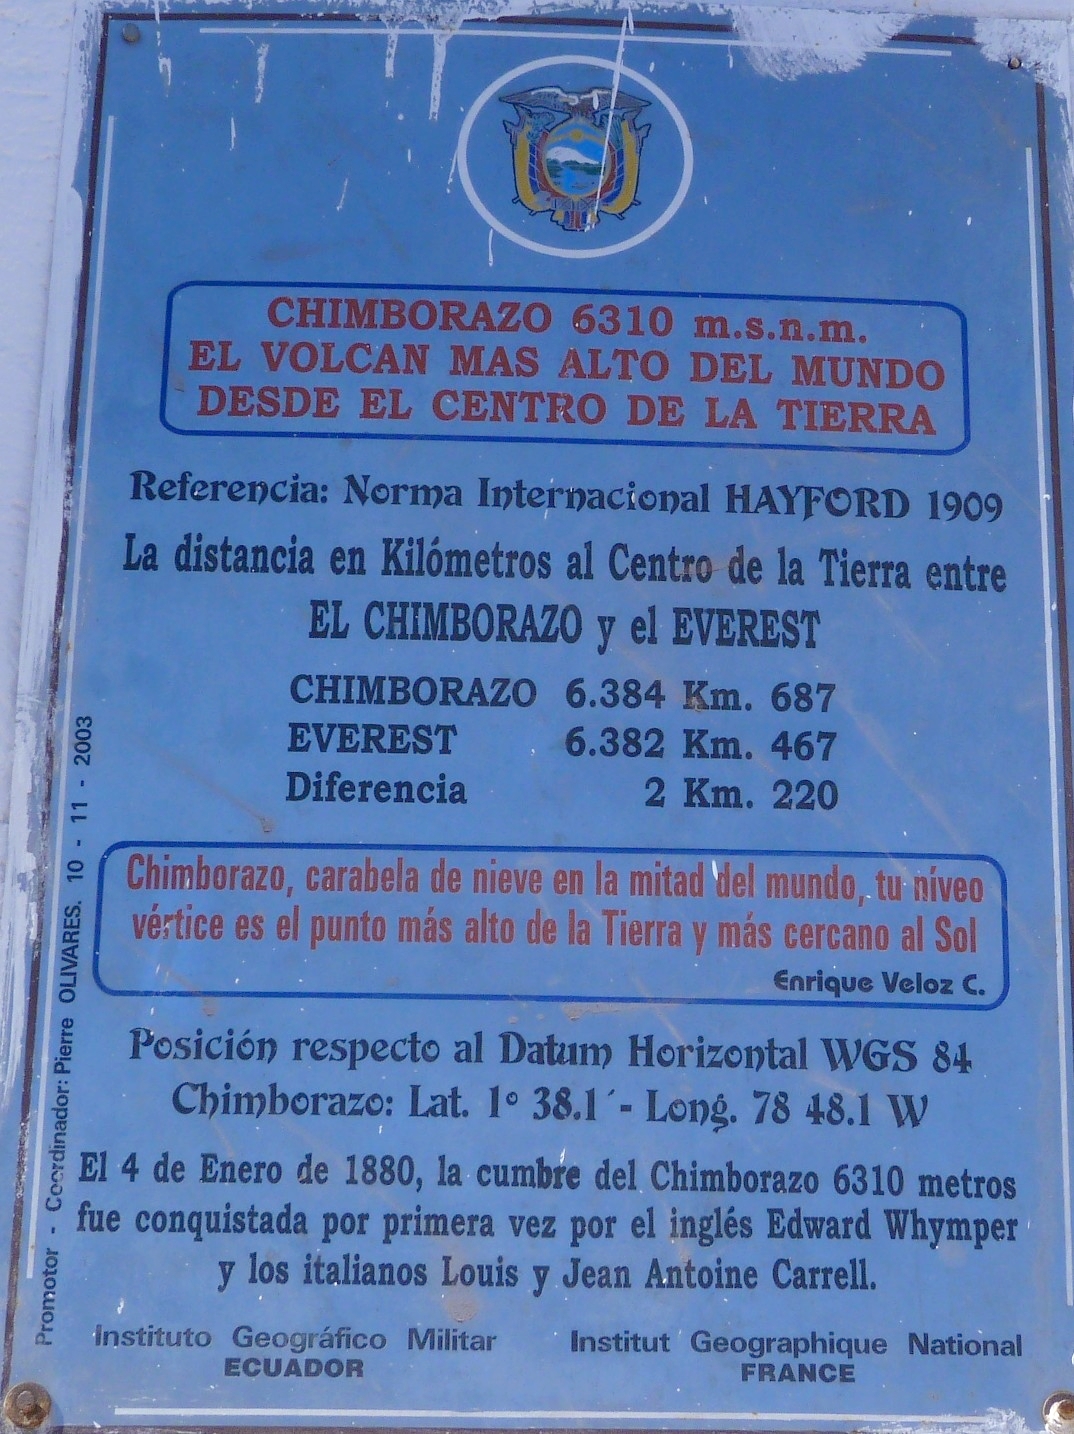 CHIMBORAZO 6310 m.s.n.m.
EL VOLCAN MAS ALTO DEL MUNDO
DESDE EL CENTRO DE LA TIERRA
Referencia: Norma Internacional HAYFORD 1909
La distancia en Kilómetros al Centro de la Tierra entre
EL CHIMBORAZO y el EVEREST
CHIMBORAZO 6.384 Km. 687
EVEREST 6.382 Km. 467
Diferencia 2 Km. 220
Chimborazo, carabela de nieve en la mitad del mundo, tu níveo
vértice es el punto más alto de la Tierra y más cercano al Sol
Enrique Veloz C.
Posición respecto al Datum Horizontal WGS 84
Chimborazo: Lat. 1° 38.1´- Long. 78 48.1 W
El 4 de Enero de 1880, la cumbre del Chimborazo 6310 metros
fue conquistada por primera vez por el inglés Edward Whymper
y los italianos Louis y Jean Antoine Carrell.
Instituto Geográfico Militar Institut Geographique National
ECUADOR FRANCE
Promotor - Coordinador: Pierre OLIVARES. 10 - 11 - 2003